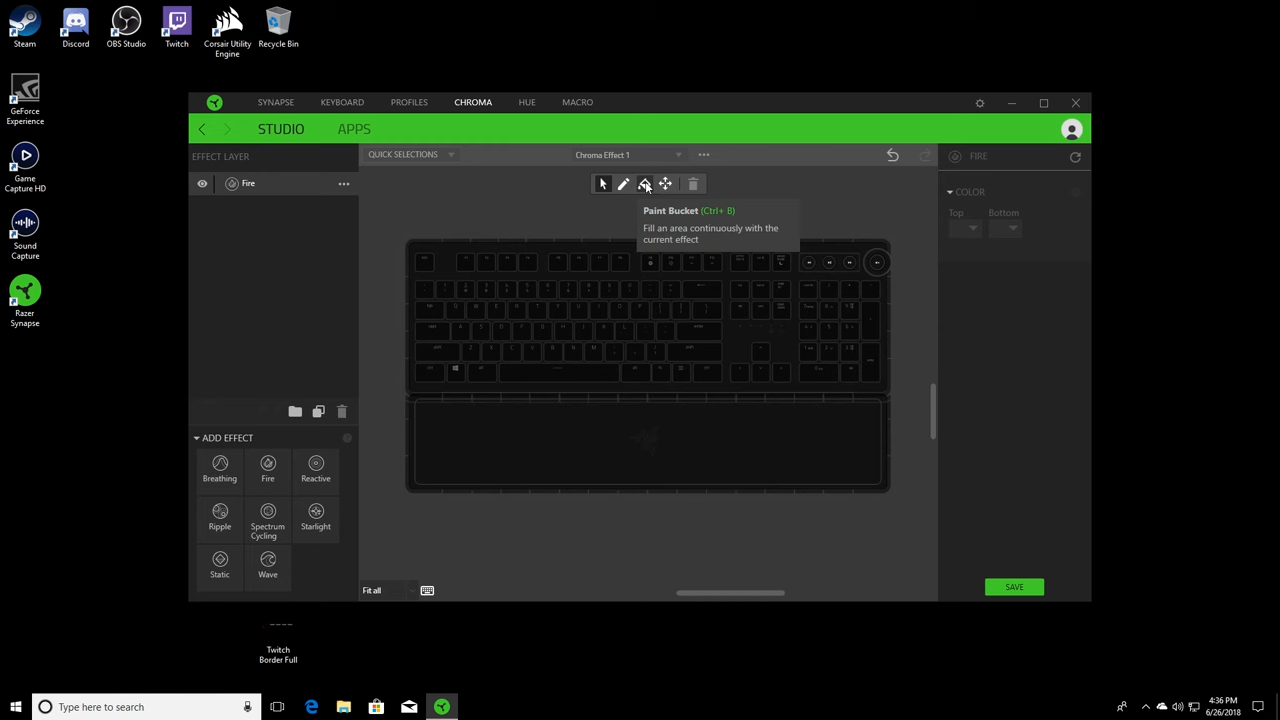 Steam
Discord
OBS Studio
Twitch
Corsair Utility
Engine
Recycle Bin
GeForce
Experience
Game
Capture HD
Sound
Capture
Razer
Synapse
SYNAPSE
KEYBOARD
PROFILES
CHROMA
HUE
MACRO
STUDIO
APPS
EFFECT LAYER
Fire
QUICK SELECTIONS
Chroma Effect 1
FIRE
COLOR
Top
Bottom
Paint Bucket (Ctrl+ B)
Fill an area continuously with the
current effect
ADD EFFECT
Breathing
Fire
Reactive
Ripple
Spectrum
Cycling
Starlight
Static
Wave
Fit all
SAVE
Twitch
Border Full
Type here to search
4:36 PM
6/26/2018